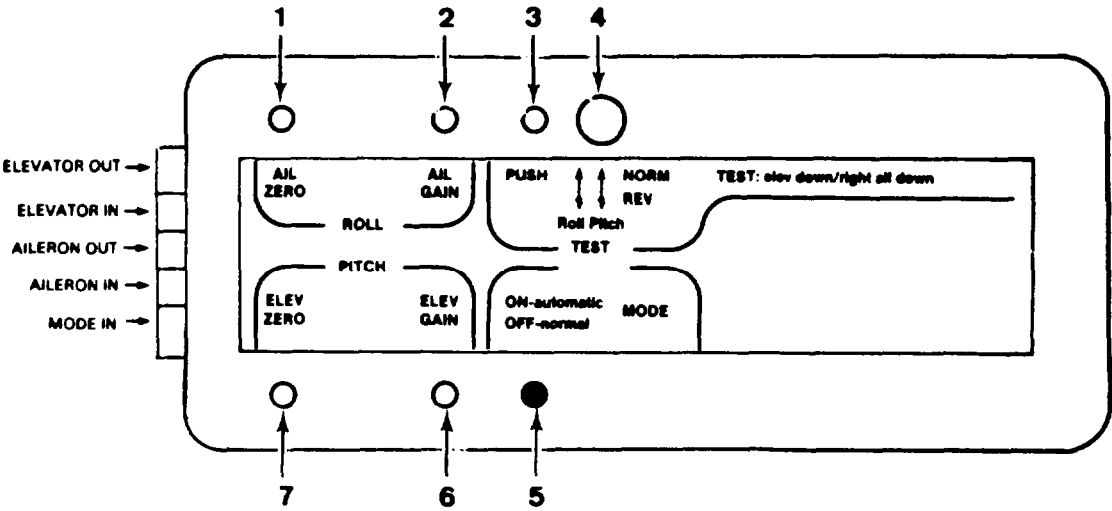 1 2 3 4
ELEVATOR OUT
ELEVATOR IN
AILERON OUT
AILERON IN
MODE IN
AIL
ZERO
AIL
GAIN
ROLL
PUSH
NORM
REV
Roll Pitch
TEST
TEST: elev down/right ail down
PITCH
ELEV
ZERO
ELEV
GAIN
ON-automatic
OFF-normal
MODE
7 6 5